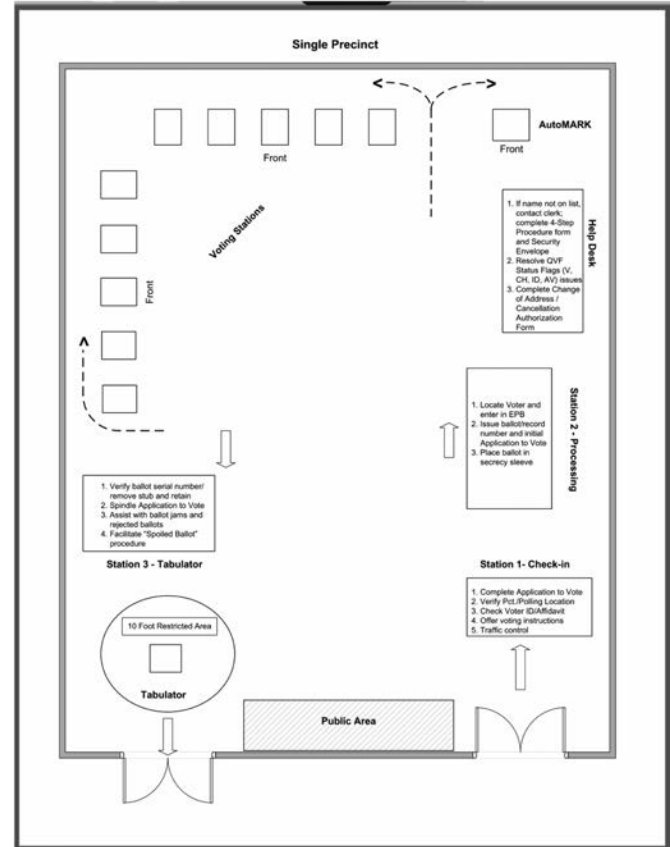 Single Precinct
AutoMARK
Front
Front
Voting Stations
Front
1. If name not on list,
contact clerk;
complete 4-Step
Procedure form
and Security
Envelope
2. Resolve QVF
Status Flags (V,
CH, ID, AV) issues
3. Complete Change
of Address /
Cancellation
Authorization
Form
Help Desk
1. Locate Voter and
enter in EPB
2. Issue ballot/record
number and initial
Application to Vote
3. Place ballot in
secrecy sleeve
Station 2 - Processing
1. Verify ballot serial number/
remove stub and retain
2. Spindle Application to Vote
3. Assist with ballot jams and
rejected ballots
4. Facilitate "Spoiled Ballot"
procedure
Station 3 - Tabulator
Station 1- Check-in
1. Complete Application to Vote
2. Verify Pct./Polling Location
3. Check Voter ID/Affidavit
4. Offer voting instructions
5. Traffic control
10 Foot Restricted Area
Tabulator
Public Area